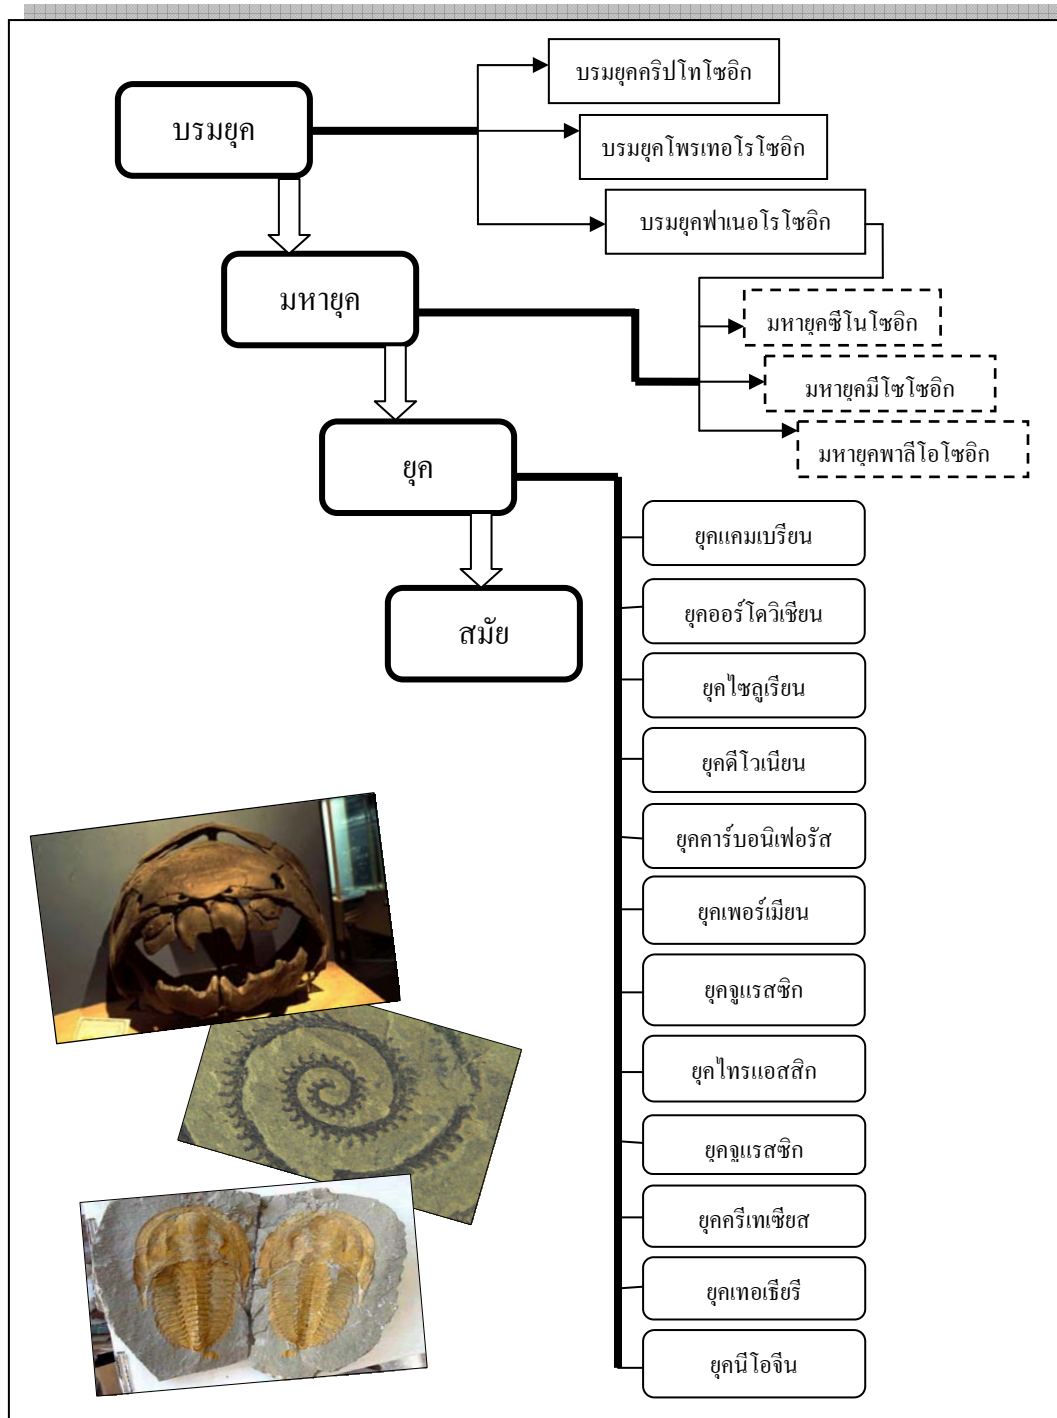 บรมยุค
บรมยุคคริปโทโซอิก
บรมยุคโพรเทอโรโซอิก
บรมยุคฟาเนอโรโซอิก
มหายุค
มหายุคซีโนโซอิก
มหายุคมีโซโซอิก
มหายุคพาลีโอโซอิก
ยุค
สมัย
ยุคแคมเบรียน
ยุคออร์โดวิเชียน
ยุคไซลูเรียน
ยุคดีโวเนียน
ยุคคาร์บอนิเฟอรัส
ยุคเพอร์เมียน
ยุคจูแรสซิก
ยุคไทรแอสสิก
ยุคจูแรสซิก
ยุคครีเทเซียส
ยุคเทอเธียรี
ยุคนีโอจีน